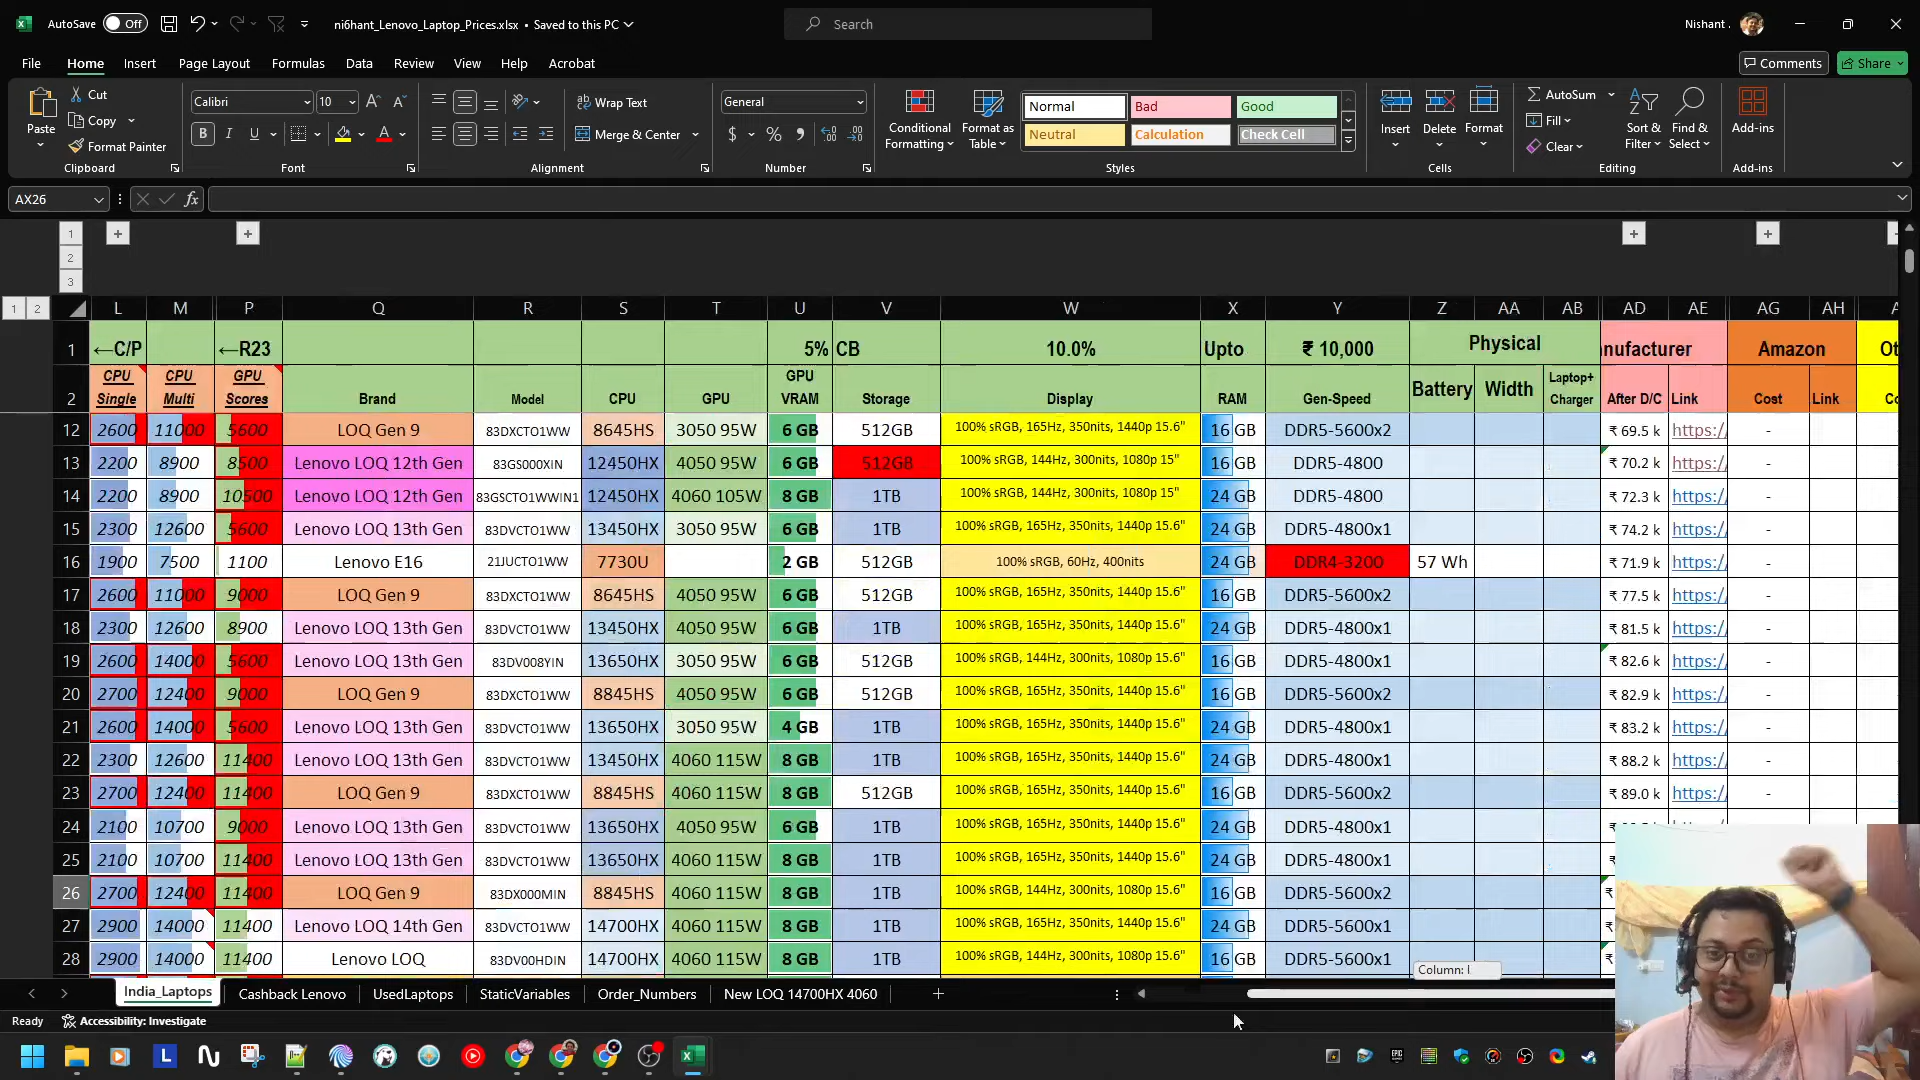 AutoSave Off ni6hant_Lenovo_Laptop_Prices.xlsx • Saved to this PC Search Nishant .
File Home Insert Page Layout Formulas Data Review View Help Acrobat Comments Share
Paste Cut Copy Format Painter Clipboard
Calibri 10 B I U A Font
Wrap Text Merge & Center Alignment
General $ % Number
Conditional Formatting Format as Table Normal Bad Good Neutral Calculation Check Cell Styles
Insert Delete Format Cells
AutoSum Fill Clear Sort & Filter Find & Select Editing
Add-ins Add-ins
AX26 fx
1
2
3
1 2 L M P Q R S T U V W X Y Z AA AB AD AE AG AH
1 ←C/P ←R23 5% CB 10.0% Upto ₹ 10,000 Physical nufacturer Amazon Ot
2 CPU Single CPU Multi GPU Scores Brand Model CPU GPU GPU VRAM Storage Display RAM Gen-Speed Battery Width Laptop+ Charger After D/C Link Cost Link Co
12 2600 11000 5600 LOQ Gen 9 83DXCTO1WW 8645HS 3050 95W 6 GB 512GB 100% sRGB, 165Hz, 350nits, 1440p 15.6" 16 GB DDR5-5600x2 ₹ 69.5 k https:/ -
13 2200 8900 8500 Lenovo LOQ 12th Gen 83GS000XIN 12450HX 4050 95W 6 GB 512GB 100% sRGB, 144Hz, 300nits, 1080p 15" 16 GB DDR5-4800 ₹ 70.2 k https:/ -
14 2200 8900 10500 Lenovo LOQ 12th Gen 83GSCTO1WWIN1 12450HX 4060 105W 8 GB 1TB 100% sRGB, 144Hz, 300nits, 1080p 15" 24 GB DDR5-4800 ₹ 72.3 k https:/ -
15 2300 12600 5600 Lenovo LOQ 13th Gen 83DVCTO1WW 13450HX 3050 95W 6 GB 1TB 100% sRGB, 165Hz, 350nits, 1440p 15.6" 24 GB DDR5-4800x1 ₹ 74.2 k https:/ -
16 1900 7500 1100 Lenovo E16 21JUCTO1WW 7730U 2 GB 512GB 100% sRGB, 60Hz, 400nits 24 GB DDR4-3200 57 Wh ₹ 71.9 k https:/ -
17 2600 11000 9000 LOQ Gen 9 83DXCTO1WW 8645HS 4050 95W 6 GB 512GB 100% sRGB, 165Hz, 350nits, 1440p 15.6" 16 GB DDR5-5600x2 ₹ 77.5 k https:/ -
18 2300 12600 8900 Lenovo LOQ 13th Gen 83DVCTO1WW 13450HX 4050 95W 6 GB 1TB 100% sRGB, 165Hz, 350nits, 1440p 15.6" 24 GB DDR5-4800x1 ₹ 81.5 k https:/ -
19 2600 14000 5600 Lenovo LOQ 13th Gen 83DV008YIN 13650HX 3050 95W 6 GB 512GB 100% sRGB, 144Hz, 300nits, 1080p 15.6" 16 GB DDR5-4800x1 ₹ 82.6 k https:/ -
20 2700 12400 9000 LOQ Gen 9 83DXCTO1WW 8845HS 4050 95W 6 GB 512GB 100% sRGB, 165Hz, 350nits, 1440p 15.6" 16 GB DDR5-5600x2 ₹ 82.9 k https:/ -
21 2600 14000 5600 Lenovo LOQ 13th Gen 83DVCTO1WW 13650HX 3050 95W 4 GB 1TB 100% sRGB, 165Hz, 350nits, 1440p 15.6" 24 GB DDR5-4800x1 ₹ 83.2 k https:/ -
22 2300 12600 11400 Lenovo LOQ 13th Gen 83DVCTO1WW 13450HX 4060 115W 8 GB 1TB 100% sRGB, 165Hz, 350nits, 1440p 15.6" 24 GB DDR5-4800x1 ₹ 88.2 k https:/ -
23 2700 12400 11400 LOQ Gen 9 83DXCTO1WW 8845HS 4060 115W 8 GB 512GB 100% sRGB, 165Hz, 350nits, 1440p 15.6" 16 GB DDR5-5600x2 ₹ 89.0 k https:/ -
24 2100 10700 9000 Lenovo LOQ 13th Gen 83DVCTO1WW 13650HX 4050 95W 6 GB 1TB 100% sRGB, 165Hz, 350nits, 1440p 15.6" 24 GB DDR5-4800x1
25 2100 10700 11400 Lenovo LOQ 13th Gen 83DVCTO1WW 13650HX 4060 115W 8 GB 1TB 100% sRGB, 165Hz, 350nits, 1440p 15.6" 24 GB DDR5-4800x1 ₹
26 2700 12400 11400 LOQ Gen 9 83DX000MIN 8845HS 4060 115W 8 GB 1TB 100% sRGB, 144Hz, 300nits, 1080p 15.6" 16 GB DDR5-5600x2 ₹
27 2900 14000 11400 Lenovo LOQ 14th Gen 83DVCTO1WW 14700HX 4060 115W 8 GB 1TB 100% sRGB, 165Hz, 350nits, 1440p 15.6" 24 GB DDR5-5600x1 ₹
28 2900 14000 11400 Lenovo LOQ 83DV00HDIN 14700HX 4060 115W 8 GB 1TB 100% sRGB, 165Hz, 350nits, 1440p 15.6" 16 GB DDR5-5600x1 ₹
Column: I
India_Laptops Cashback Lenovo UsedLaptops StaticVariables Order_Numbers New LOQ 14700HX 4060
Ready Accessibility: Investigate